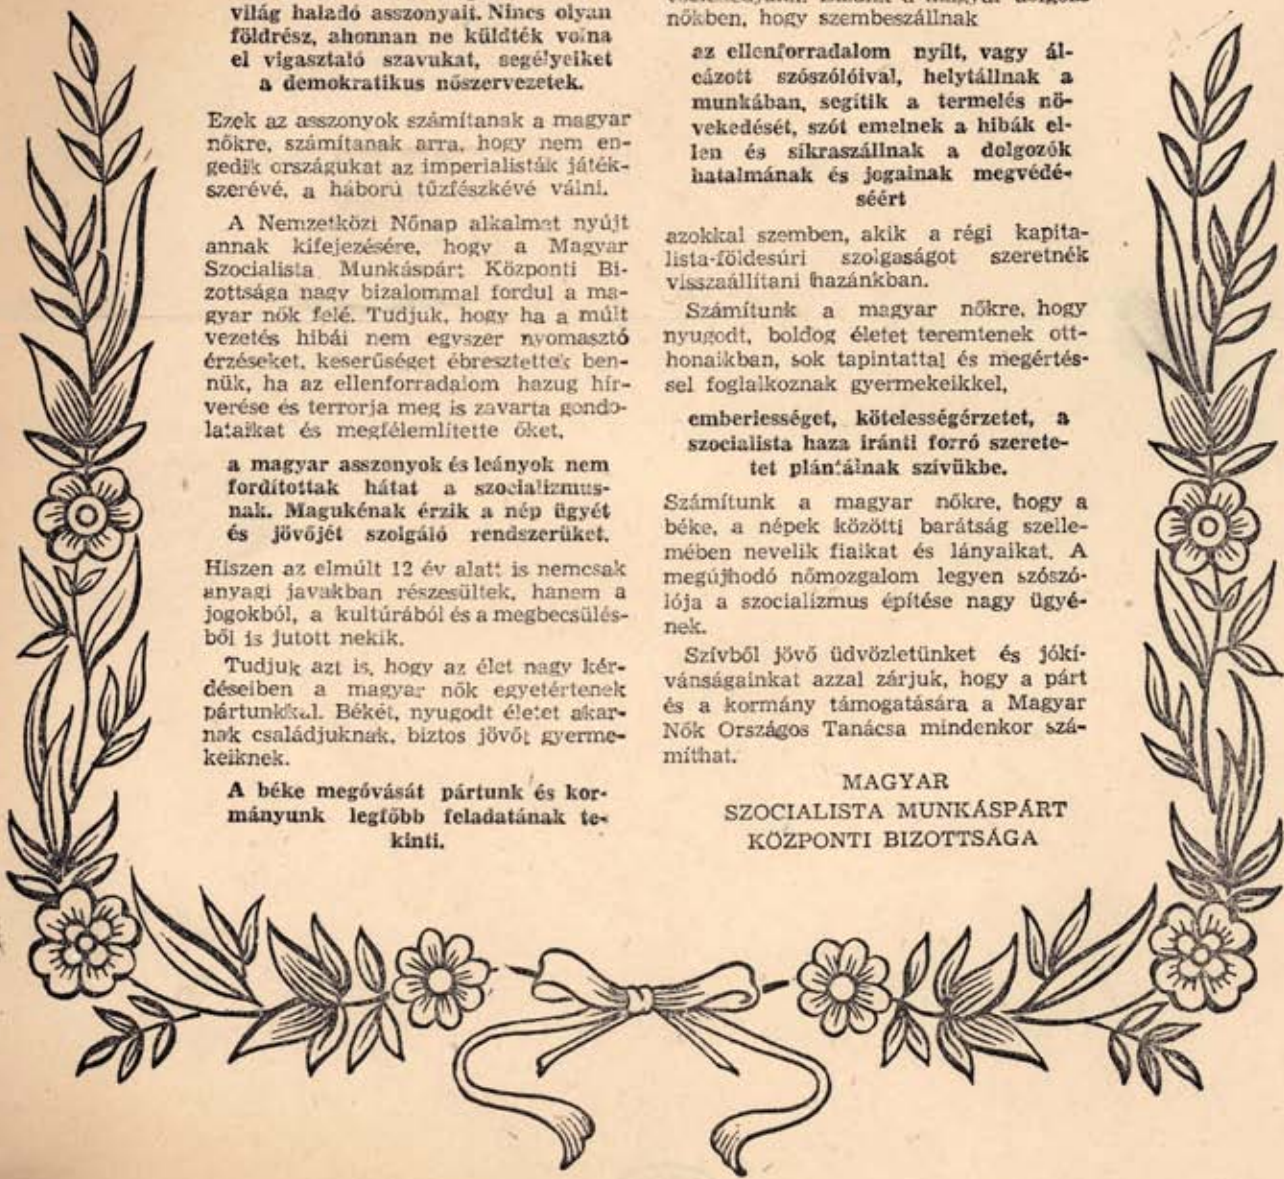 világ haladó asszonyait. Nincs olyan
földrész, ahonnan ne küldték volna
el vigasztaló szavukat, segélyeiket
a demokratikus nőszervezetek.
Ezek az asszonyok számítanak a magyar
nőkre, számítanak arra, hogy nem en-
gedik országukat az imperialisták játék-
szerévé, a háború tűzfészkévé válni.
A Nemzetközi Nőnap alkalmat nyújt
annak kifejezésére, hogy a Magyar
Szocialista Munkáspárt Központi Bi-
zottsága nagy bizalommal fordul a ma-
gyar nők felé. Tudjuk, hogy ha a múlt
vezetés hibái nem egyszer nyomasztó
érzéseket, keserűséget ébresztettek ben-
nük, ha az ellenforradalom hazug hír-
verése és terrorja meg is zavarta gondo-
lataikat és megfélemlítette őket,
a magyar asszonyok és leányok nem
fordítottak hátat a szocializmus-
nak. Magukénak érzik a nép ügyét
és jövőjét szolgáló rendszerüket.
Hiszen az elmúlt 12 év alatt is nemcsak
anyagi javakban részesültek, hanem a
jogokból, a kultúrából és a megbecsülés-
ből is jutott nekik.
Tudjuk azt is, hogy az élet nagy kér-
déseiben a magyar nők egyetértenek
pártunkkal. Békét, nyugodt életet akar-
nak családjuknak, biztos jövőt gyerme-
keiknek.
A béke megóvását pártunk és kor-
mányunk legfőbb feladatának te-
kinti.
nőkben, hogy szembeszállnak
az ellenforradalom nyílt, vagy ál-
cázott szószólóival, helytállnak a
munkában, segítik a termelés nö-
vekedését, szót emelnek a hibák el-
len és síkraszállnak a dolgozók
hatalmának és jogainak megvédé-
séért
azokkal szemben, akik a régi kapita-
lista-földesúri szolgaságot szeretnék
visszaállítani hazánkban.
Számítunk a magyar nőkre, hogy
nyugodt, boldog életet teremtenek ott-
honaikban, sok tapintattal és megértés-
sel foglalkoznak gyermekeikkel,
emberiességet, kötelességérzetet, a
szocialista haza iránti forró szerete-
tet plántálnak szívükbe.
Számítunk a magyar nőkre, hogy a
béke, a népek közötti barátság szelle-
mében nevelik fiaikat és lányaikat. A
megújhodó nőmozgalom legyen szószó-
lója a szocializmus építése nagy ügyé-
nek.
Szívből jövő üdvözletünket és jókí-
vánságainkat azzal zárjuk, hogy a párt
és a kormány támogatására a Magyar
Nők Országos Tanácsa mindenkor szá-
míthat.
MAGYAR
SZOCIALISTA MUNKÁSPÁRT
KÖZPONTI BIZOTTSÁGA